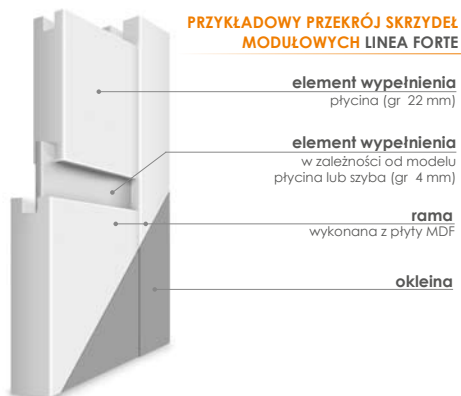 PRZYKŁADOWY PRZEKRÓJ SKRZYDEŁ
MODUŁOWYCH LINEA FORTE
element wypełnienia
płycina (gr 22 mm)
element wypełnienia
w zależności od modelu
płycina lub szyba (gr 4 mm)
rama
wykonana z płyty MDF
okleina